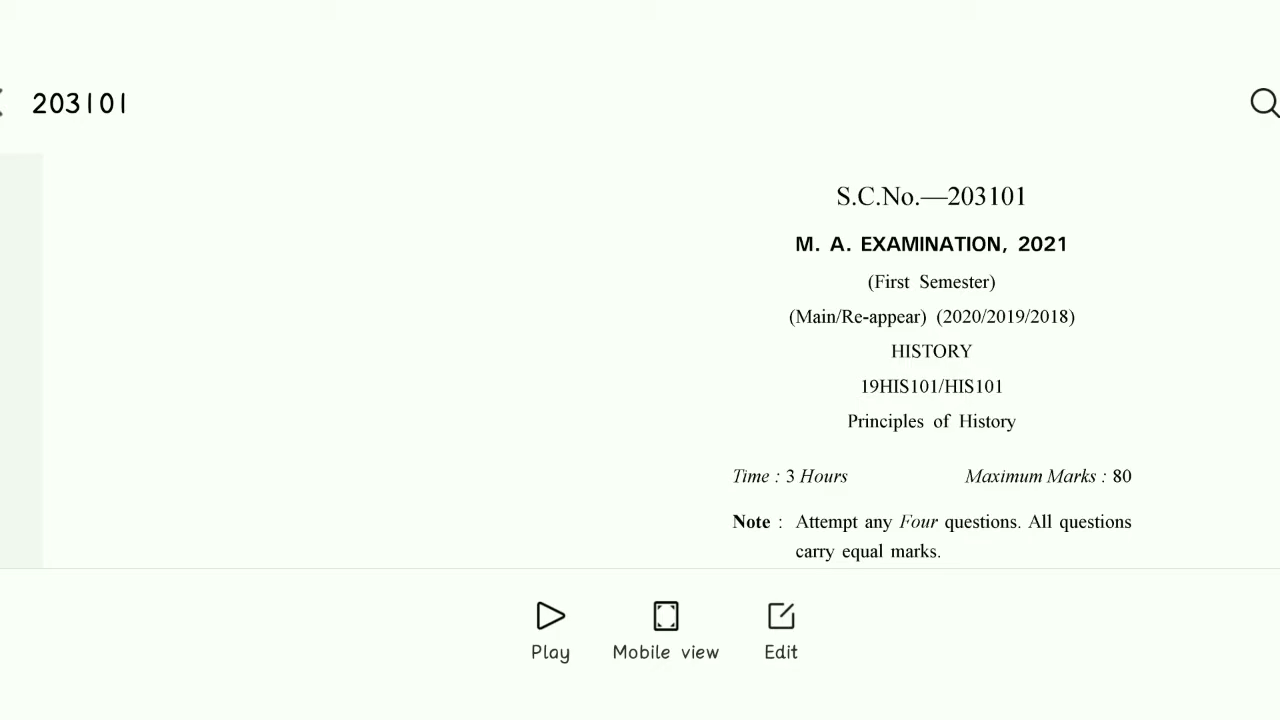 203101
S.C.No.—203101
M. A. EXAMINATION, 2021
(First Semester)
(Main/Re-appear) (2020/2019/2018)
HISTORY
19HIS101/HIS101
Principles of History
Time : 3 Hours Maximum Marks : 80
Note : Attempt any Four questions. All questions
carry equal marks.
Play Mobile view Edit